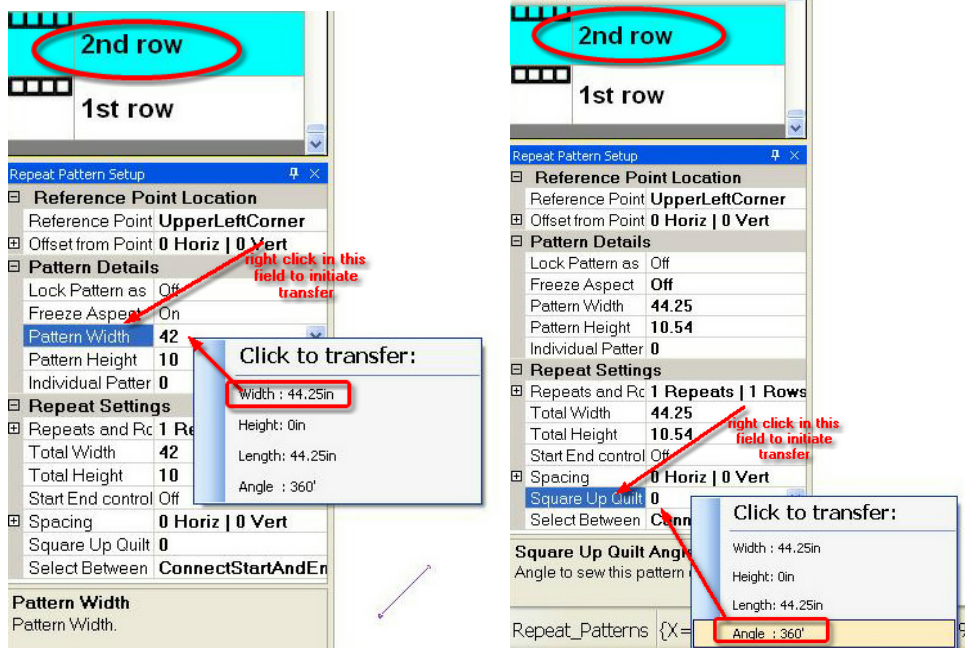 2nd row
1st row
Repeat Pattern Setup
Reference Point Location
Reference Point UpperLeftCorner
Offset from Point 0 Horiz | 0 Vert
right click in this
field to initiate
transfer
Pattern Details
Lock Pattern as Off
Freeze Aspect On
Pattern Width 42
Pattern Height 10
Individual Patter 0
Repeat Settings
Repeats and Rc 1 Re
Total Width 42
Total Height 10
Start End control Off
Spacing 0 Horiz | 0 Vert
Square Up Quilt 0
Select Between ConnectStartAndEn
Click to transfer:
Width : 44.25in
Height: 0in
Length: 44.25in
Angle : 360'
Pattern Width
Pattern Width.
2nd row
1st row
Repeat Pattern Setup
Reference Point Location
Reference Point UpperLeftCorner
Offset from Point 0 Horiz | 0 Vert
Pattern Details
Lock Pattern as Off
Freeze Aspect Off
Pattern Width 44.25
Pattern Height 10.54
Individual Patter 0
Repeat Settings
Repeats and Rc 1 Repeats | 1 Rows
Total Width 44.25
Total Height 10.54
Start End control Off
right click in this
field to initiate
transfer
Spacing 0 Horiz | 0 Vert
Square Up Quilt 0
Select Between Conn
Click to transfer:
Width : 44.25in
Height: 0in
Length: 44.25in
Angle : 360'
Square Up Quilt Angl
Angle to sew this pattern
Repeat_Patterns {X=